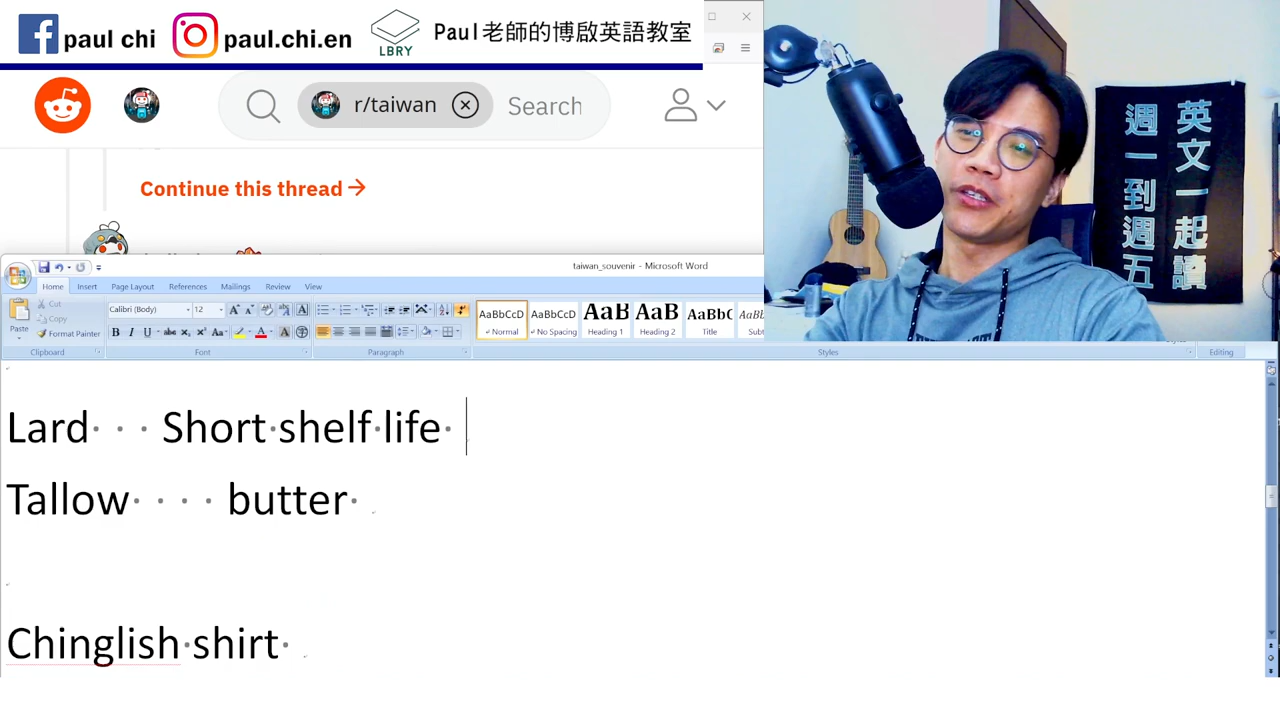 paul chi
paul.chi.en
LBRY
Paul老師的博啟英語教室
r/taiwan
Search
Continue this thread
taiwan_souvenir - Microsoft Word
Home
Insert
Page Layout
References
Mailings
Review
View
Paste
Cut
Copy
Format Painter
Clipboard
Calibri (Body)
12
Font
Paragraph
AaBbCcD
Normal
AaBbCcD
No Spacing
AaB
Heading 1
AaB
Heading 2
AaBb(
Title
AaB
Subt
Styles
Editing
Lard Short shelf life
Tallow butter
Chinglish shirt
英文一起讀
週一到週五